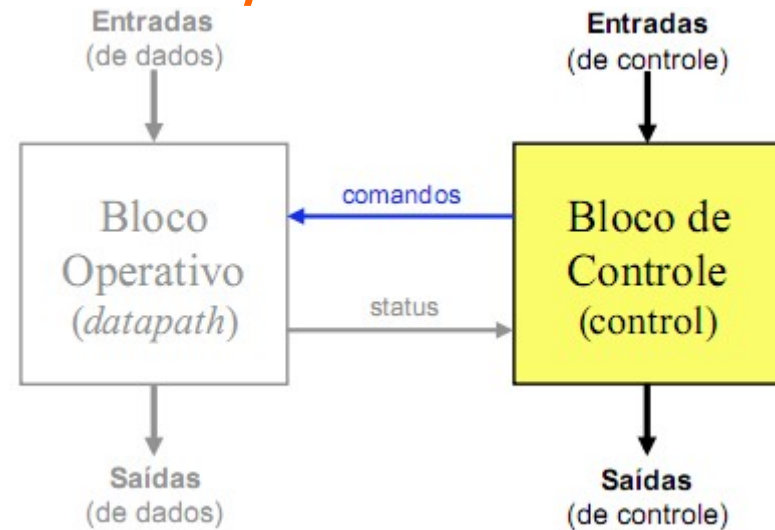 Entradas
(de dados)
Entradas
(de controle)
Bloco
Operativo
(datapath)
comandos
status
Bloco de
Controle
(control)
Saídas
(de dados)
Saídas
(de controle)